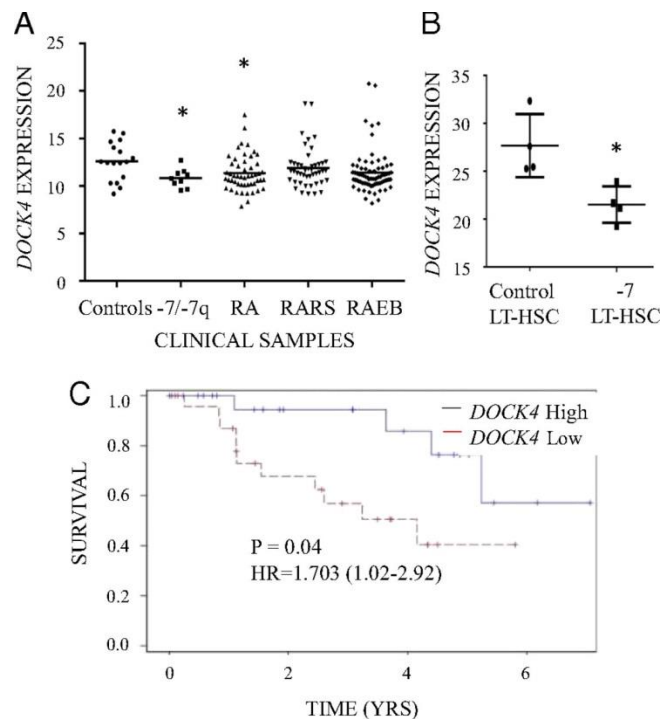 A
DOCK4 EXPRESSION
25
20
15
10
5
0
*
*
Controls -7/-7q RA RARS RAEB
CLINICAL SAMPLES
B
DOCK4 EXPRESSION
35
30
25
20
15
*
Control -7
LT-HSC LT-HSC
C
SURVIVAL
1.0
0.8
0.6
0.4
0.2
0.0
DOCK4 High
DOCK4 Low
P = 0.04
HR=1.703 (1.02-2.92)
0 2 4 6
TIME (YRS)